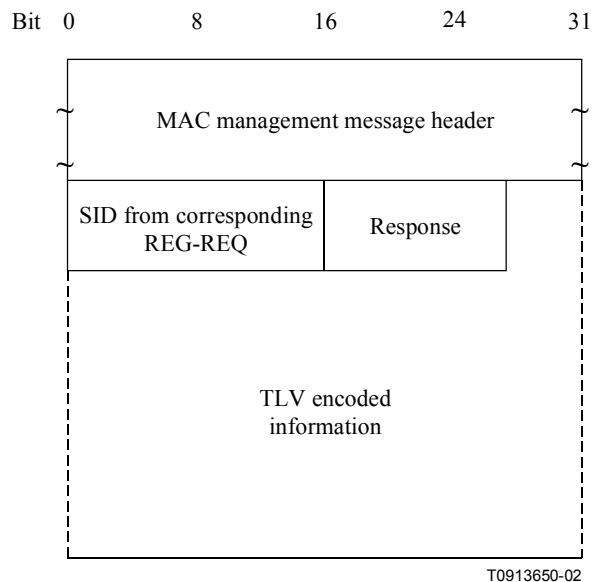 Bit 0 8 16 24 31
MAC management message header
SID from corresponding
REG-REQ
Response
TLV encoded
information
T0913650-02